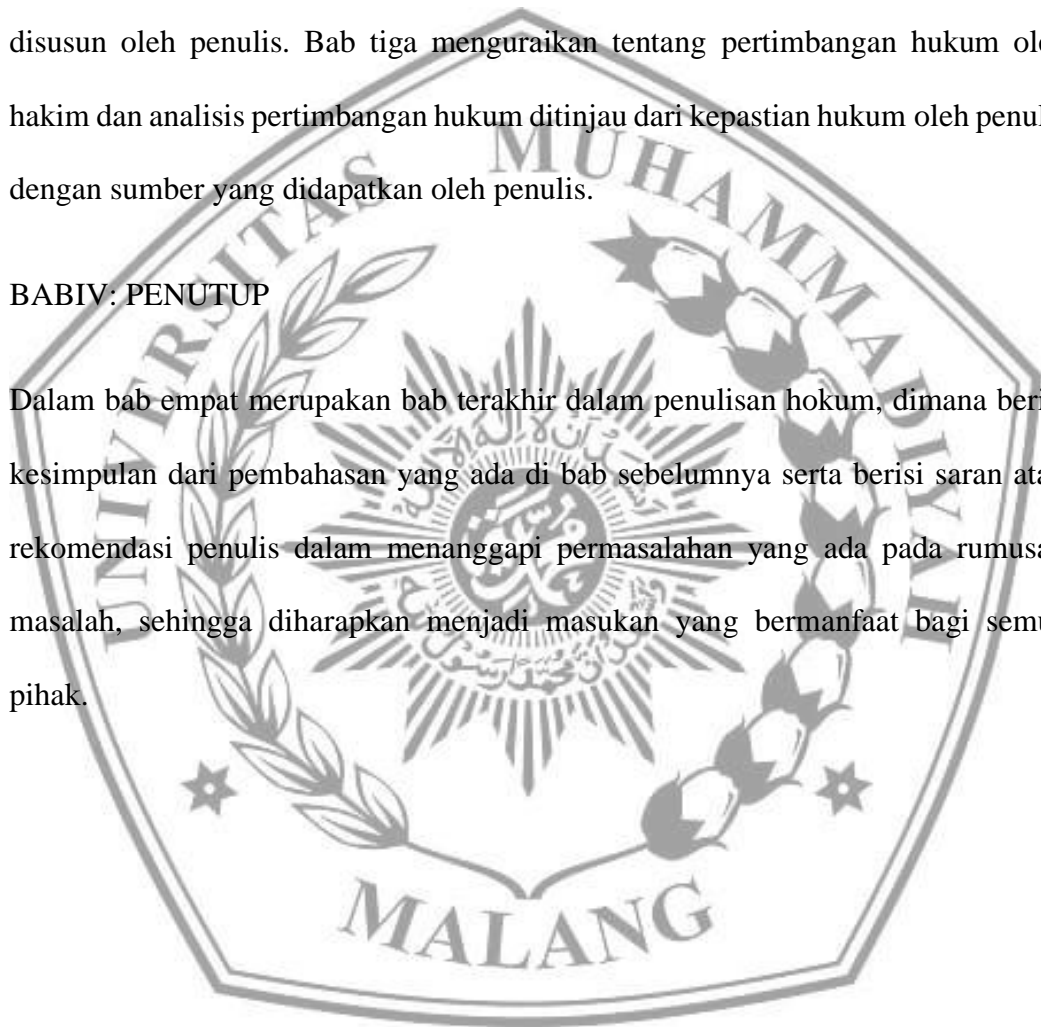 disusun oleh penulis. Bab tiga menguraikan tentang pertimbangan hukum ole
hakim dan analisis pertimbangan hukum ditinjau dari kepastian hukum oleh penul
dengan sumber yang didapatkan oleh penulis.
BABIV: PENUTUP
Dalam bab empat merupakan bab terakhir dalam penulisan hokum, dimana beri
kesimpulan dari pembahasan yang ada di bab sebelumnya serta berisi saran ata
rekomendasi penulis dalam menanggapi permasalahan yang ada pada rumusa
masalah, sehingga diharapkan menjadi masukan yang bermanfaat bagi semu
pihak.
UNIVERSITAS MUHAMMADIYAH
MALANG